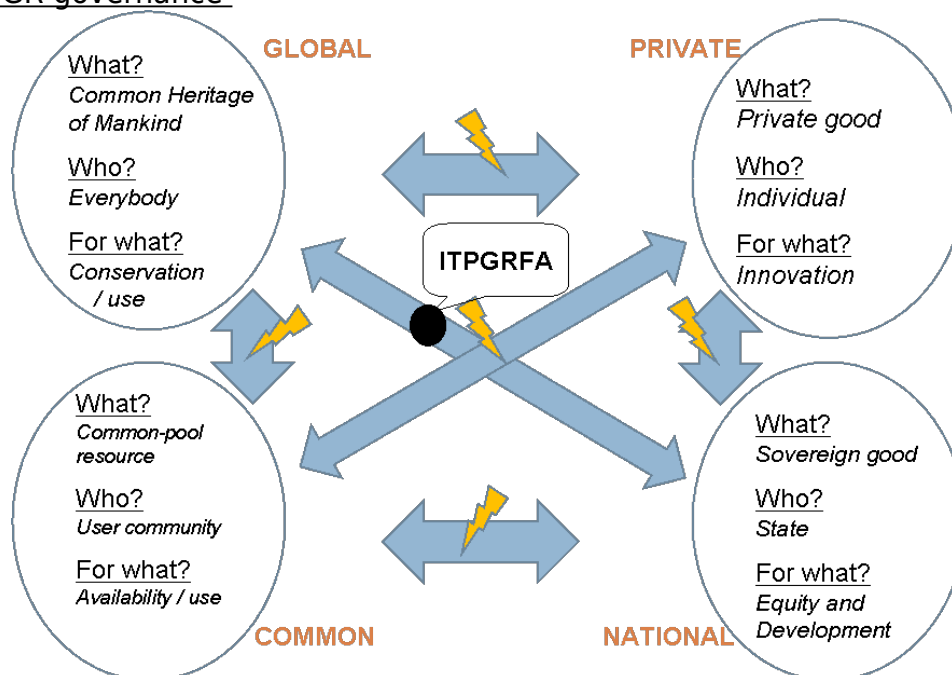 GR governance
GLOBAL
What?
Common Heritage
of Mankind
Who?
Everybody
For what?
Conservation
/ use
PRIVATE
What?
Private good
Who?
Individual
For what?
Innovation
ITPGRFA
What?
Common-pool
resource
Who?
User community
For what?
Availability / use
COMMON
What?
Sovereign good
Who?
State
For what?
Equity and
Development
NATIONAL